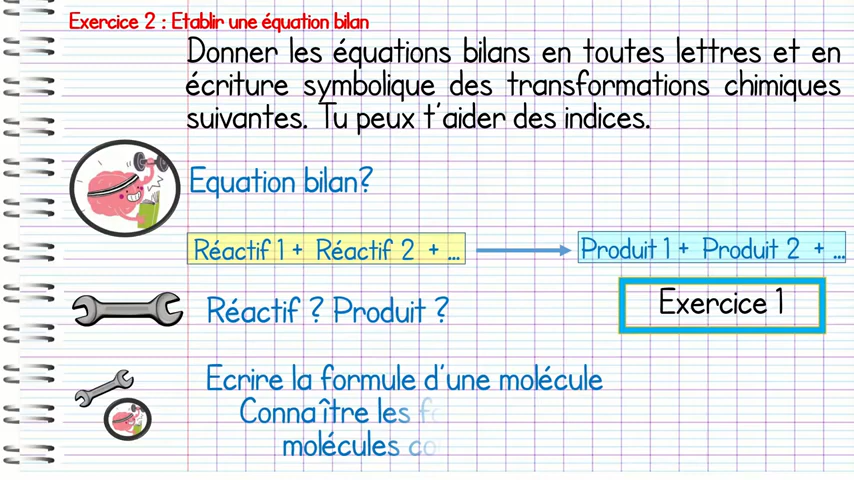 Exercice 2 : Etablir une équation bilan
Donner les équations bilans en toutes lettres et en
écriture symbolique des transformations chimiques
suivantes. Tu peux t'aider des indices.
Equation bilan?
Réactif 1 + Réactif 2 + ... Produit 1 + Produit 2 + ...
Réactif ? Produit ?
Exercice 1
Ecrire la formule d'une molécule
Connaître les
molécules